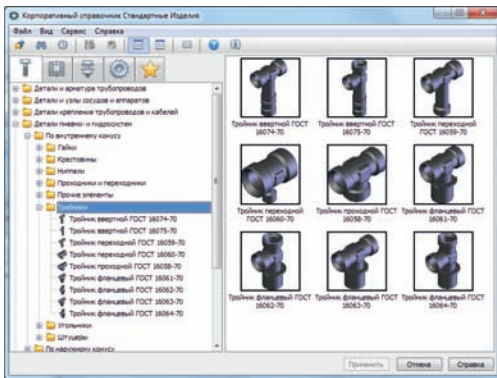 Корпоративный справочник Стандартные Изделия
Файл Вид Сервис Справка
Детали и арматура трубопроводов
Детали и узлы сосудов и аппаратов
Детали крепления трубопроводов и кабелей
Детали пневмо- и гидросистем
По внутреннему конусу
Гайки
Крестовины
Ниппели
Проходники и переходники
Прочие элементы
Тройники
Тройник ввертной ГОСТ 16074-70
Тройник ввертной ГОСТ 16075-70
Тройник переходной ГОСТ 16059-70
Тройник переходной ГОСТ 16060-70
Тройник проходной ГОСТ 16058-70
Тройник фланцевый ГОСТ 16061-70
Тройник фланцевый ГОСТ 16062-70
Тройник фланцевый ГОСТ 16063-70
Тройник фланцевый ГОСТ 16064-70
Угольники
Штуцеры
По наружному конусу
Тройник ввертной ГОСТ
16074-70
Тройник ввертной ГОСТ
16075-70
Тройник переходной
ГОСТ 16059-70
Тройник переходной
ГОСТ 16060-70
Тройник проходной ГОСТ
16058-70
Тройник фланцевый ГОСТ
16061-70
Тройник фланцевый ГОСТ
16062-70
Тройник фланцевый ГОСТ
16063-70
Тройник фланцевый ГОСТ
16064-70
Применить
Отмена
Справка